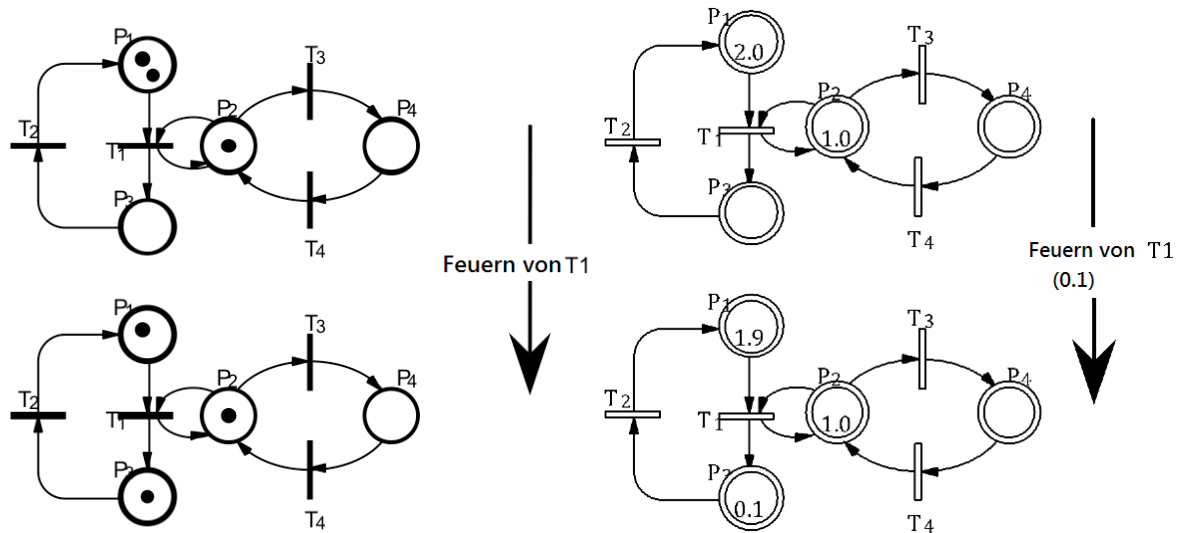 P1
T3
P2
P4
T2
T1
P3
T4
Feuern von T1
P1
T3
P2
P4
T2
T1
P3
T4
P1
2.0
T3
P2
P4
T2
T1
1.0
P3
T4
Feuern von T1
(0.1)
P1
1.9
T3
P2
T2
T1
1.0
P4
P3
0.1
T4